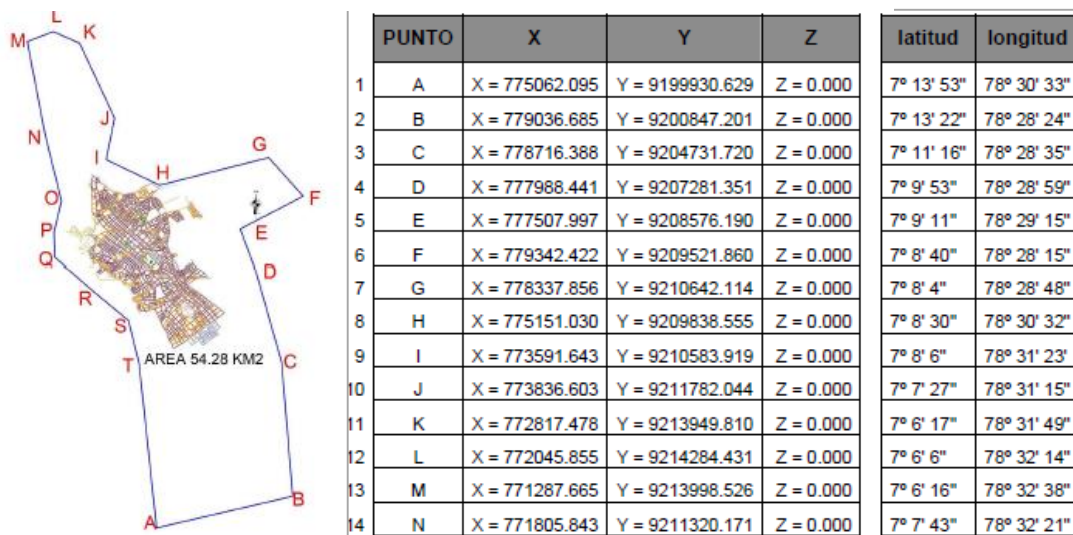 L
M
K
J
N
I
G
H
O
F
P
E
Q
D
R
S
AREA 54.28 KM2
T
C
B
A
PUNTO X Y Z latitud longitud
1 A X = 775062.095 Y = 9199930.629 Z = 0.000 7º 13' 53" 78º 30' 33"
2 B X = 779036.685 Y = 9200847.201 Z = 0.000 7º 13' 22" 78º 28' 24"
3 C X = 778716.388 Y = 9204731.720 Z = 0.000 7º 11' 16" 78º 28' 35"
4 D X = 777988.441 Y = 9207281.351 Z = 0.000 7º 9' 53" 78º 28' 59"
5 E X = 777507.997 Y = 9208576.190 Z = 0.000 7º 9' 11" 78º 29' 15"
6 F X = 779342.422 Y = 9209521.860 Z = 0.000 7º 8' 40" 78º 28' 15"
7 G X = 778337.856 Y = 9210642.114 Z = 0.000 7º 8' 4" 78º 28' 48"
8 H X = 775151.030 Y = 9209838.555 Z = 0.000 7º 8' 30" 78º 30' 32"
9 I X = 773591.643 Y = 9210583.919 Z = 0.000 7º 8' 6" 78º 31' 23'
10 J X = 773836.603 Y = 9211782.044 Z = 0.000 7º 7' 27" 78º 31' 15"
11 K X = 772817.478 Y = 9213949.810 Z = 0.000 7º 6' 17" 78º 31' 49"
12 L X = 772045.855 Y = 9214284.431 Z = 0.000 7º 6' 6" 78º 32' 14"
13 M X = 771287.665 Y = 9213998.526 Z = 0.000 7º 6' 16" 78º 32' 38"
14 N X = 771805.843 Y = 9211320.171 Z = 0.000 7º 7' 43" 78º 32' 21"